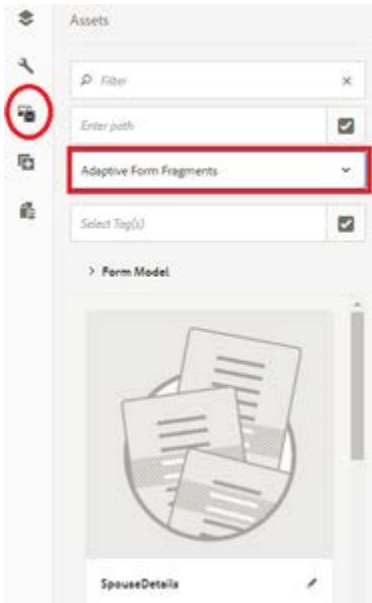 Assets
Filter
Enter path
Adaptive Form Fragments
Select Tag(s)
Form Model
SpouseDetails